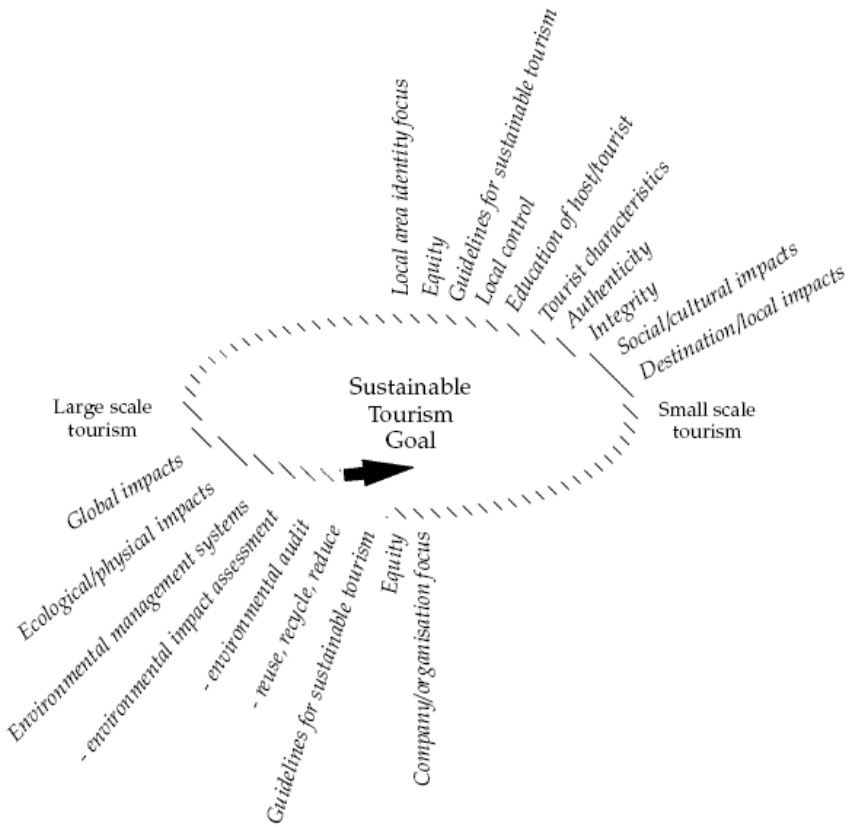 Local area identity focus
Equity
Guidelines for sustainable tourism
Local control
Education of host/tourist
Tourist characteristics
Authenticity
Integrity
Social/cultural impacts
Destination/local impacts
Sustainable
Tourism
Goal
Large scale
tourism
Small scale
tourism
Global impacts
Ecological/physical impacts
Environmental management systems
- environmental impact assessment
- environmental audit
- reuse, recycle, reduce
Guidelines for sustainable tourism
Equity
Company/organisation focus